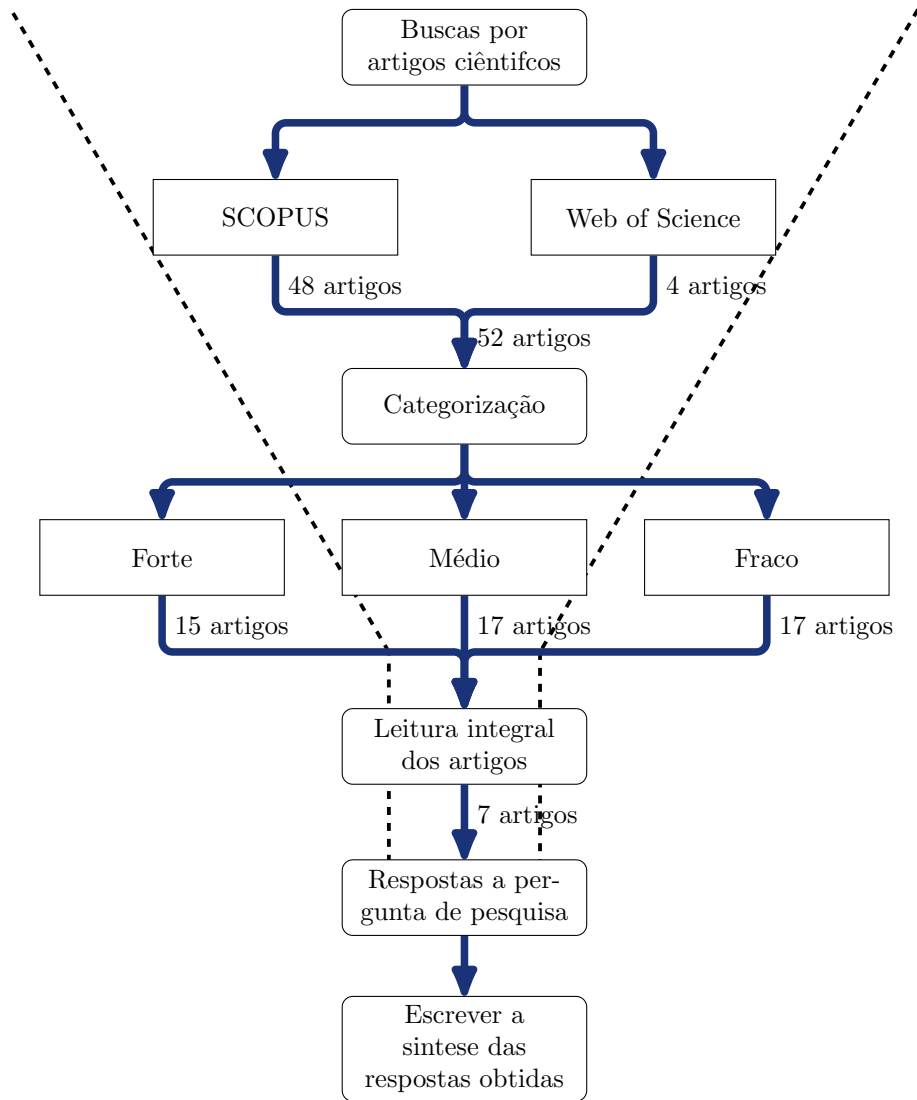 Buscas por
artigos ciêntifcos
SCOPUS
Web of Science
48 artigos
4 artigos
52 artigos
Categorização
Forte
Médio
Fraco
15 artigos
17 artigos
17 artigos
Leitura integral
dos artigos
7 artigos
Respostas a per-
gunta de pesquisa
Escrever a
sintese das
respostas obtidas